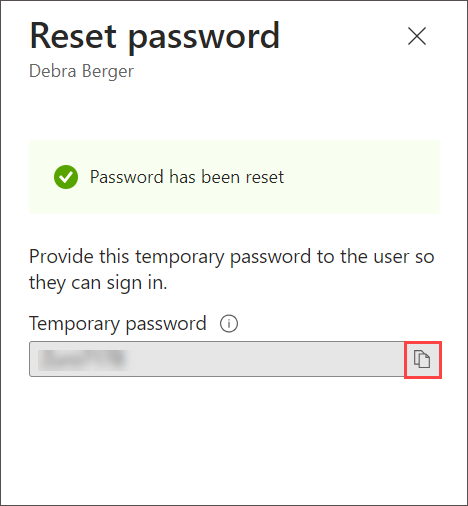 Reset password
Debra Berger
Password has been reset
Provide this temporary password to the user so
they can sign in.
Temporary password